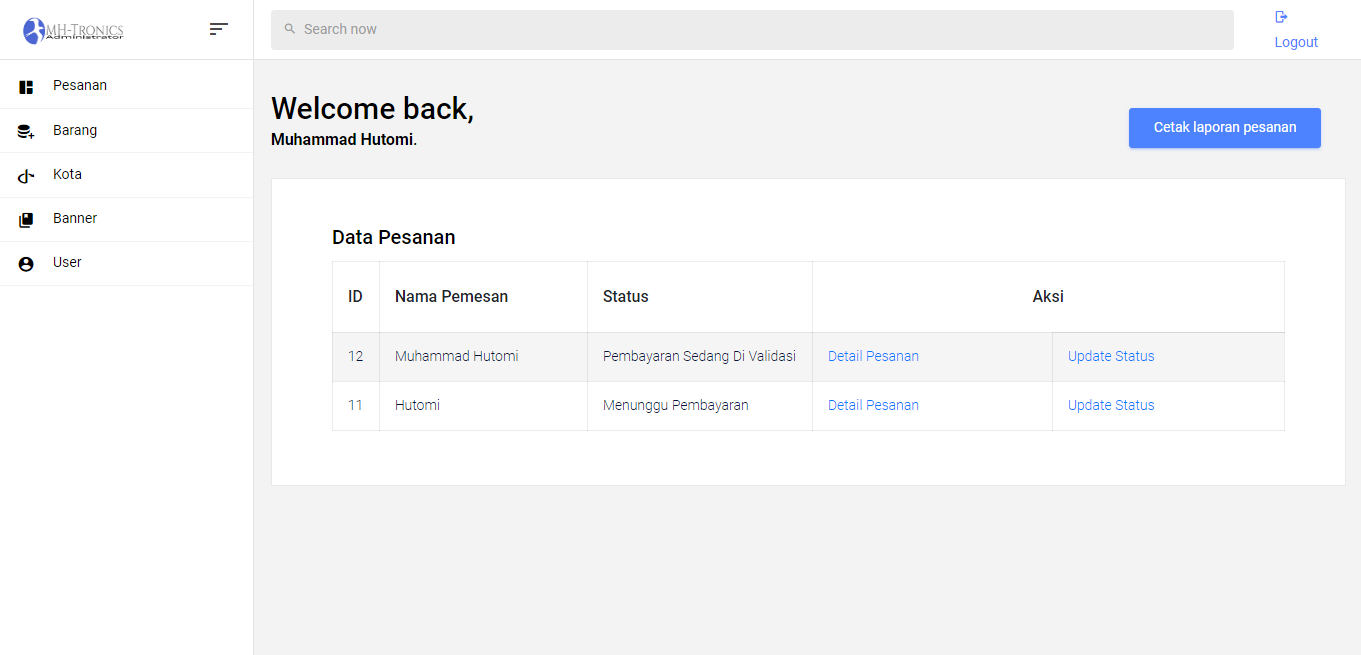 MH-Tronics
Administrator
Search now
Logout
Pesanan
Barang
Kota
Banner
User
Welcome back,
Muhammad Hutomi.
Cetak laporan pesanan
Data Pesanan
ID Nama Pemesan Status Aksi
12 Muhammad Hutomi Pembayaran Sedang Di Validasi Detail Pesanan Update Status
11 Hutomi Menunggu Pembayaran Detail Pesanan Update Status